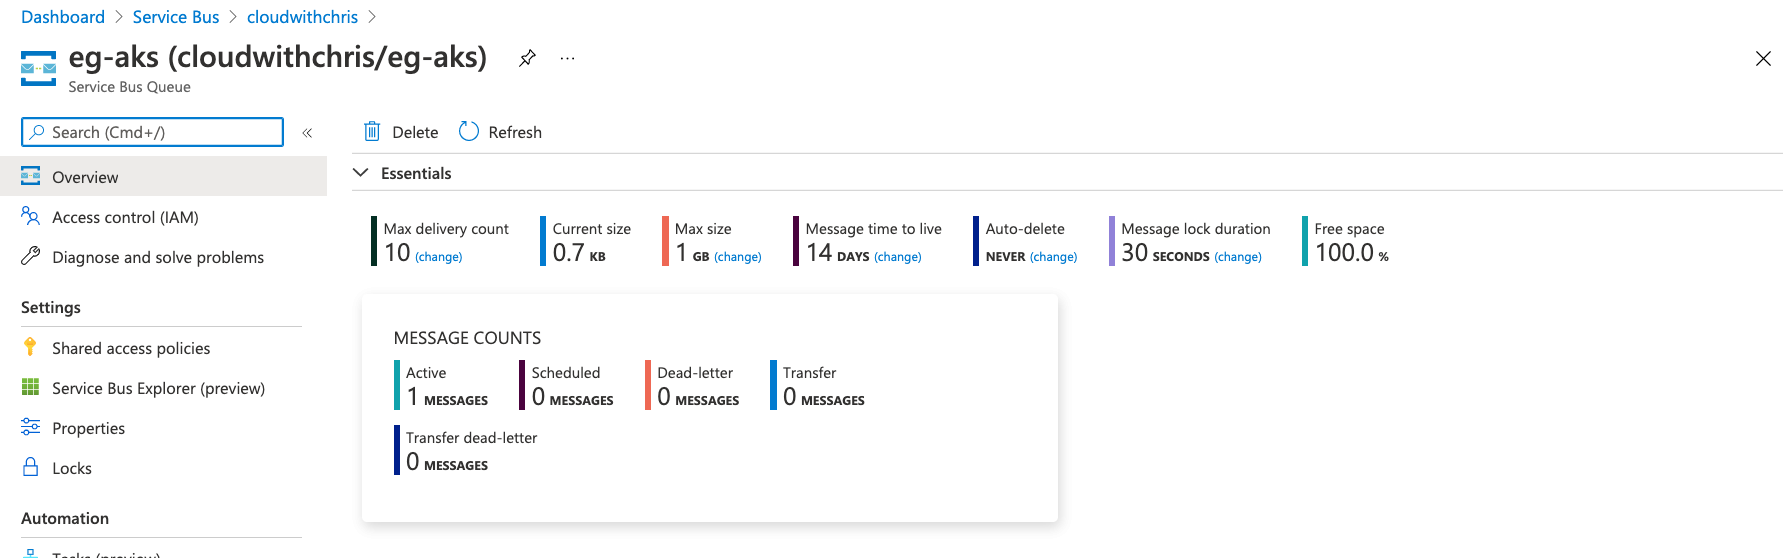 Dashboard > Service Bus > cloudwithchris >
eg-aks (cloudwithchris/eg-aks)
Service Bus Queue
Search (Cmd+/)
Delete Refresh
Overview
Access control (IAM)
Diagnose and solve problems
Settings
Shared access policies
Service Bus Explorer (preview)
Properties
Locks
Automation
Tasks (preview)
Essentials
Max delivery count
10 (change)
Current size
0.7 KB
Max size
1 GB (change)
Message time to live
14 DAYS (change)
Auto-delete
NEVER (change)
Message lock duration
30 SECONDS (change)
Free space
100.0 %
MESSAGE COUNTS
Active
1 MESSAGES
Scheduled
0 MESSAGES
Dead-letter
0 MESSAGES
Transfer
0 MESSAGES
Transfer dead-letter
0 MESSAGES